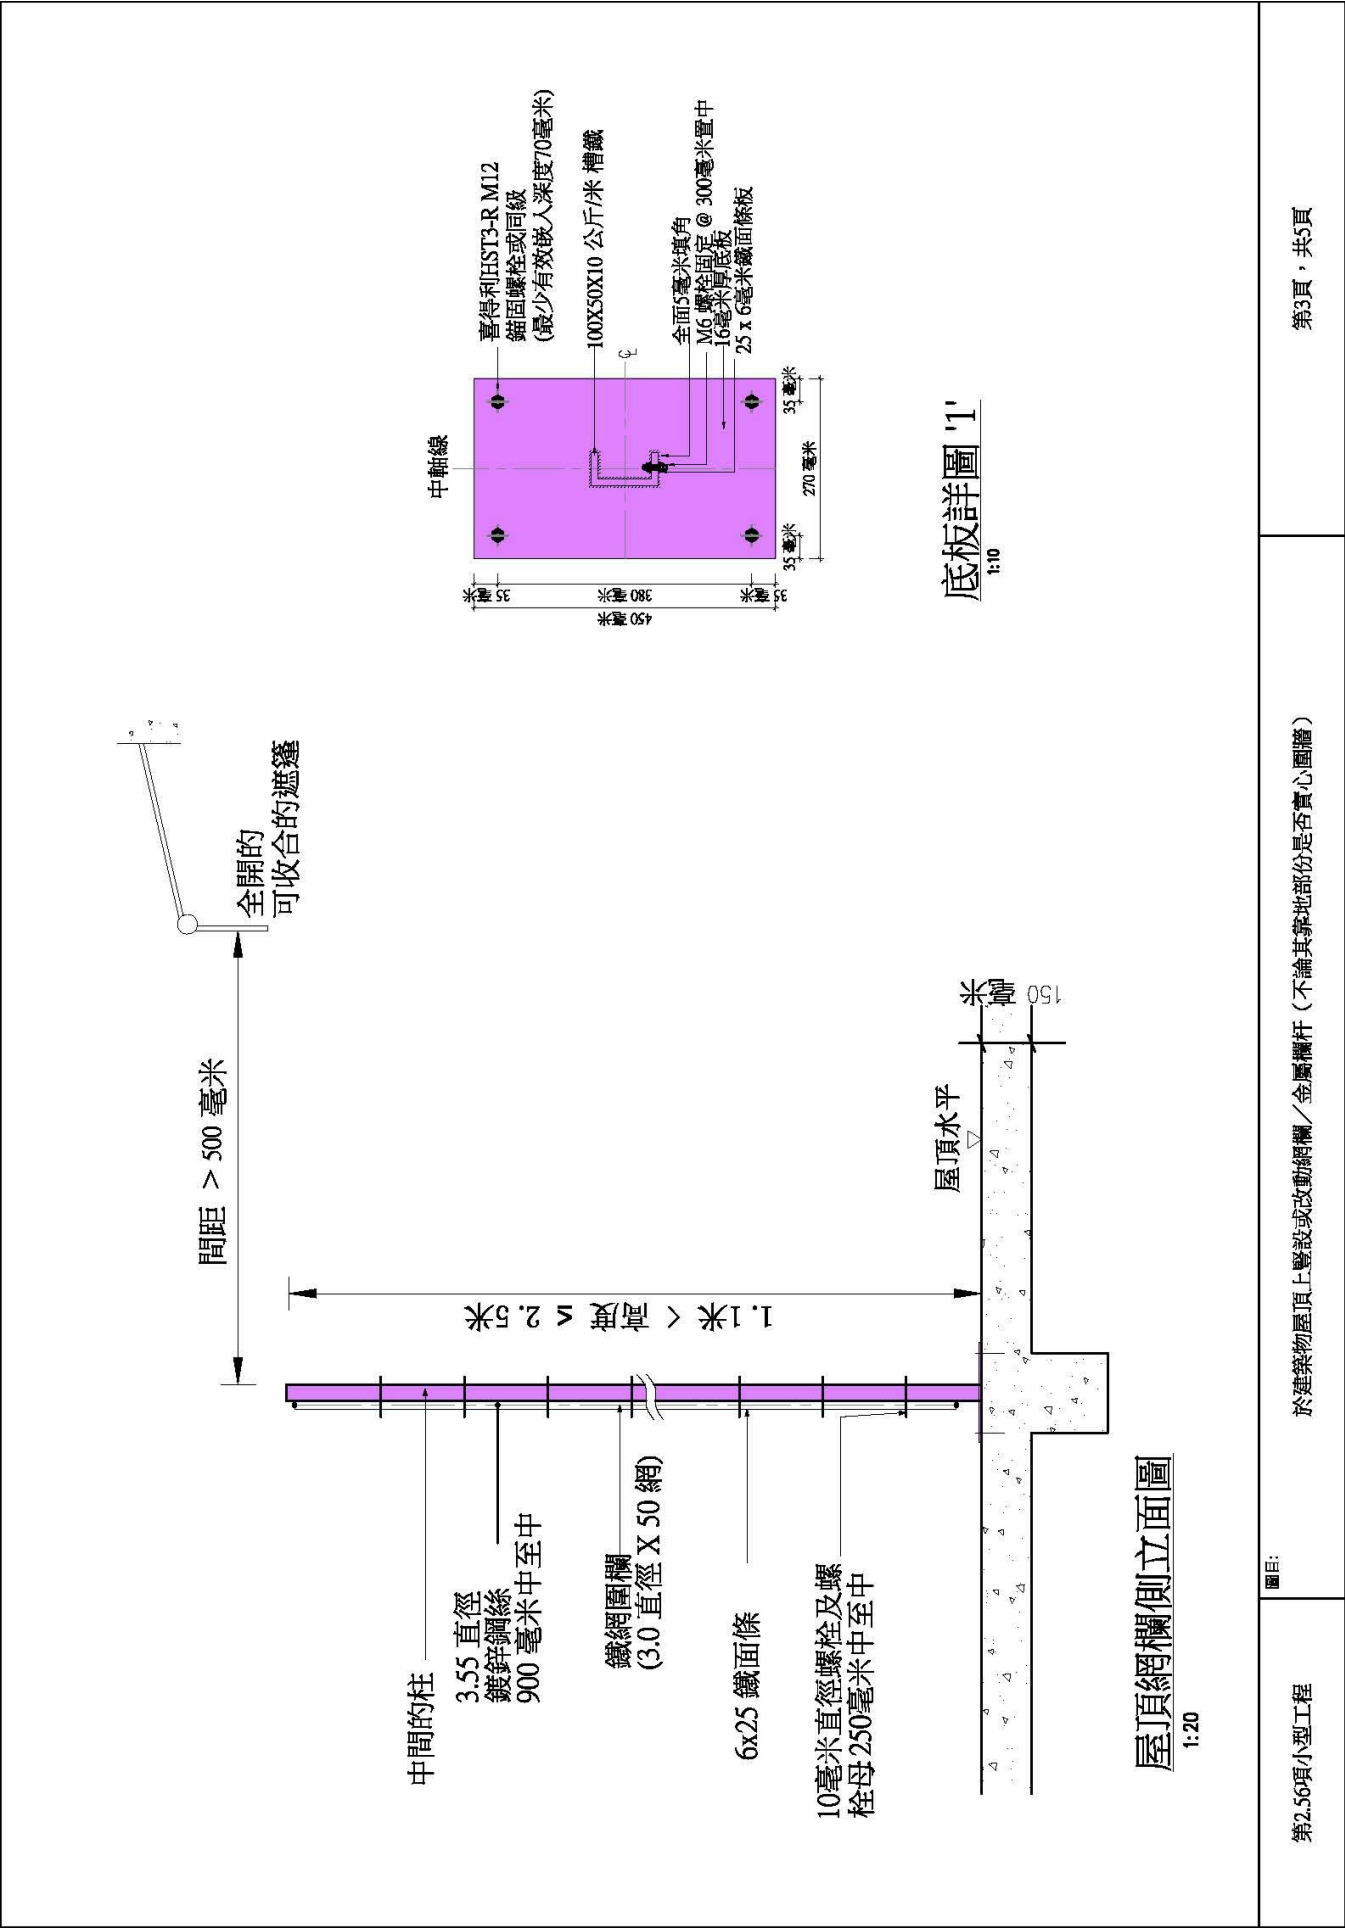 間距 > 500 毫米
全開的
可收合的遮篷
中間的柱
3.55 直徑
鍍鋅鋼絲
900 毫米中至中
鐵網圍欄
(3.0 直徑 X 50 網)
6x25 鐵面條
10毫米直徑螺栓及螺
栓母250毫米中至中
1.1米 < 高度 ≤ 2.5米
屋頂水平
150 毫米
屋頂網欄側立面圖
1:20
中軸線
喜得利HST3-R M12
錨固螺栓或同級
(最少有效嵌入深度70毫米)
100X50X10 公斤/米 槽鐵
℄
全面5毫米填角
M6 螺栓固定 @ 300毫米置中
16毫米厚底板
25 x 6毫米鐵面條板
35 毫米
380 毫米
35 毫米
450 毫米
35 毫米
35 毫米
270 毫米
底板詳圖 '1'
1:10
第2.56項小型工程
圖目:
於建築物屋頂上豎設或改動網欄／金屬欄杆（不論其靠地部份是否實心圍牆）
第3頁，共5頁